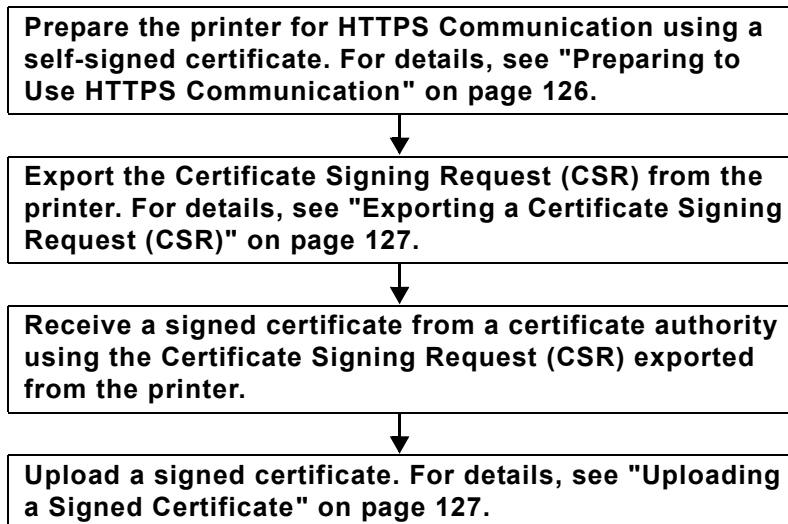 Prepare the printer for HTTPS Communication using a
self-signed certificate. For details, see "Preparing to
Use HTTPS Communication" on page 126.
Export the Certificate Signing Request (CSR) from the
printer. For details, see "Exporting a Certificate Signing
Request (CSR)" on page 127.
Receive a signed certificate from a certificate authority
using the Certificate Signing Request (CSR) exported
from the printer.
Upload a signed certificate. For details, see "Uploading
a Signed Certificate" on page 127.